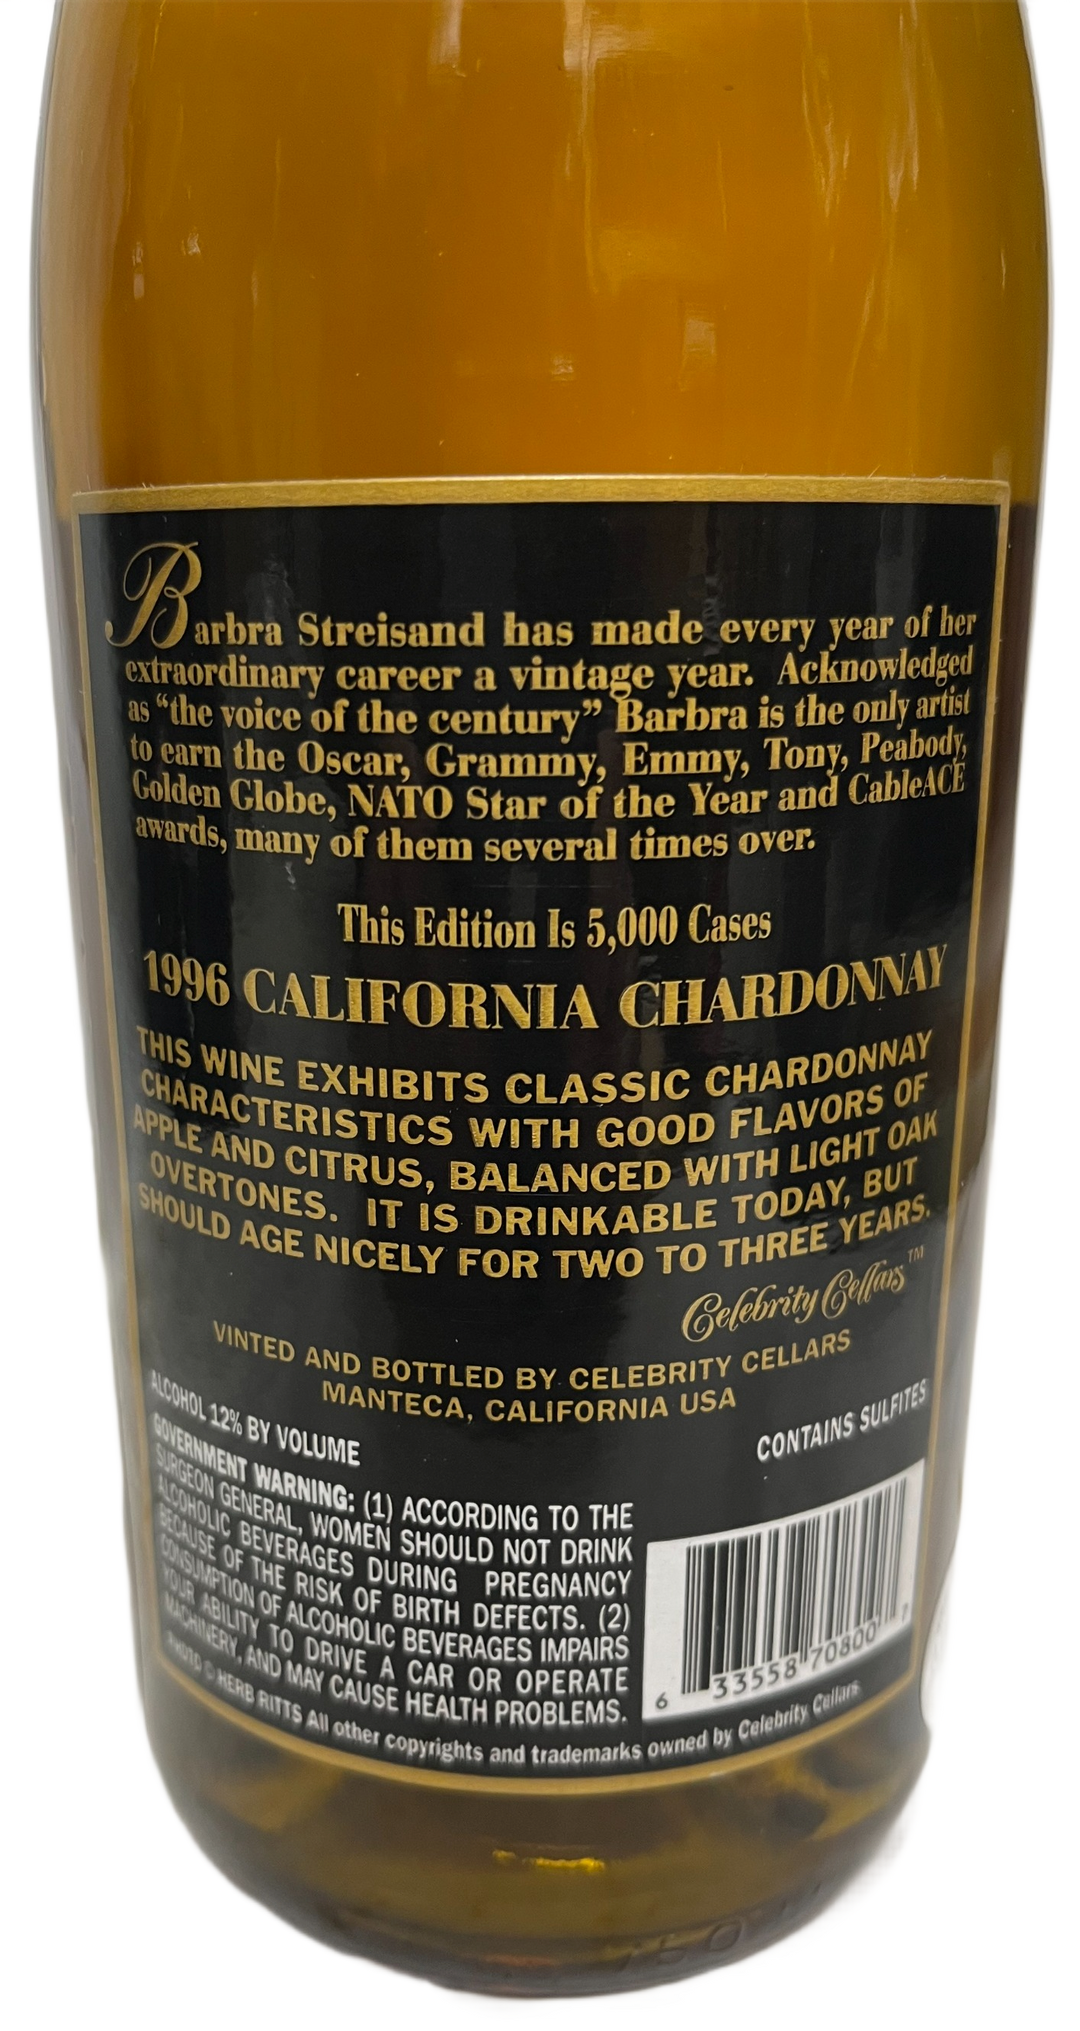 Barbra Streisand has made every year of her
extraordinary career a vintage year. Acknowledged
as “the voice of the century” Barbra is the only artist
to earn the Oscar, Grammy, Emmy, Tony, Peabody,
Golden Globe, NATO Star of the Year and CableACE
awards, many of them several times over.
This Edition Is 5,000 Cases
1996 CALIFORNIA CHARDONNAY
THIS WINE EXHIBITS CLASSIC CHARDONNAY
CHARACTERISTICS WITH GOOD FLAVORS OF
APPLE AND CITRUS, BALANCED WITH LIGHT OAK
OVERTONES. IT IS DRINKABLE TODAY, BUT
SHOULD AGE NICELY FOR TWO TO THREE YEARS.
Celebrity Cellars™
VINTED AND BOTTLED BY CELEBRITY CELLARS
MANTECA, CALIFORNIA USA
ALCOHOL 12% BY VOLUME
CONTAINS SULFITES
GOVERNMENT WARNING: (1) ACCORDING TO THE
SURGEON GENERAL, WOMEN SHOULD NOT DRINK
ALCOHOLIC BEVERAGES DURING PREGNANCY
BECAUSE OF THE RISK OF BIRTH DEFECTS. (2)
CONSUMPTION OF ALCOHOLIC BEVERAGES IMPAIRS
YOUR ABILITY TO DRIVE A CAR OR OPERATE
MACHINERY, AND MAY CAUSE HEALTH PROBLEMS.
6 33558 70800 7
PHOTO © HERB RITTS All other copyrights and trademarks owned by Celebrity Cellars